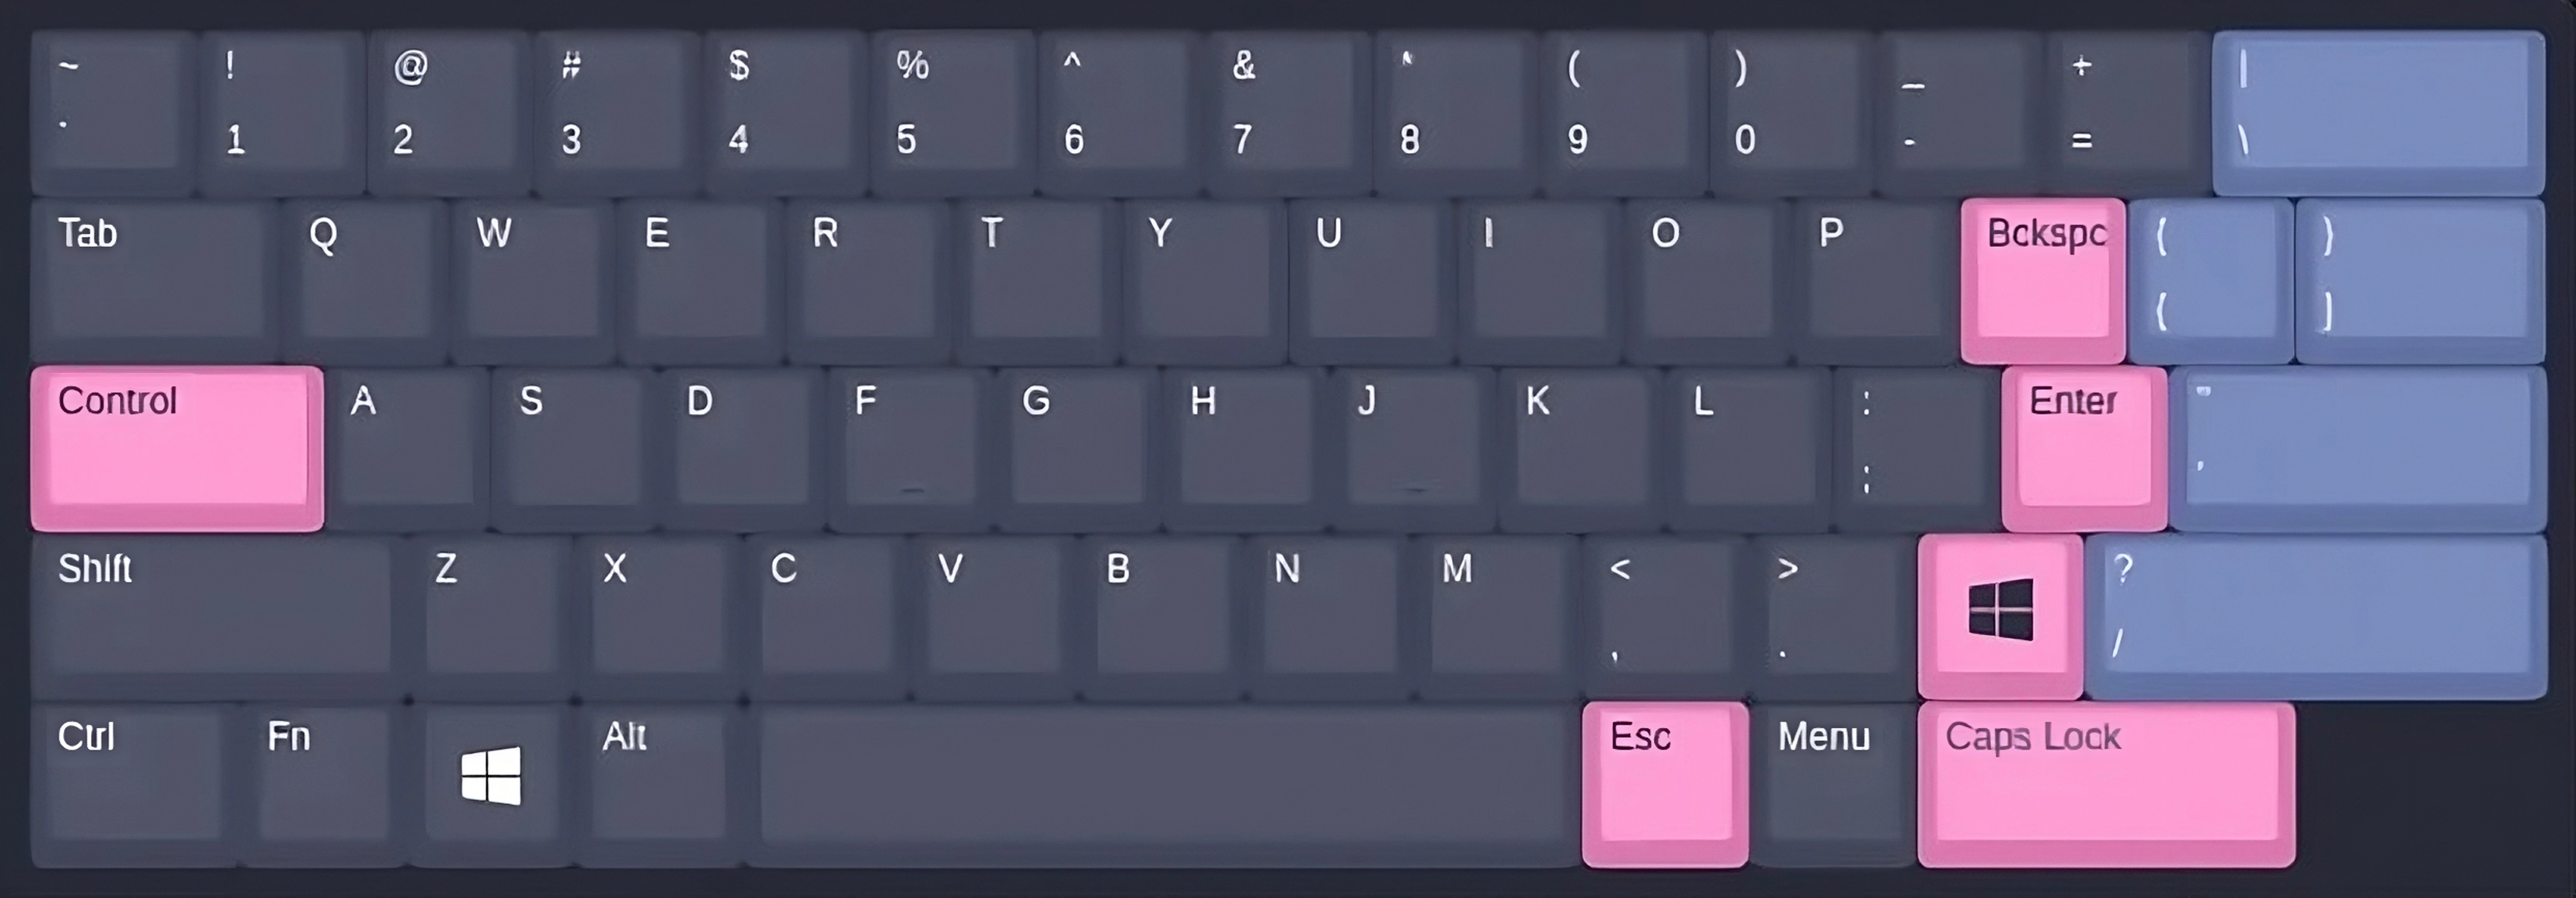 ~ ! @ # $ % ^ & * ( ) _ + |
` 1 2 3 4 5 6 7 8 9 0 - = \
Tab Q W E R T Y U I O P Bckspc { }
[ ]
Control A S D F G H J K L : Enter "
; '
Shift Z X C V B N M < > ?
, . /
Ctrl Fn Alt Esc Menu Caps Lock